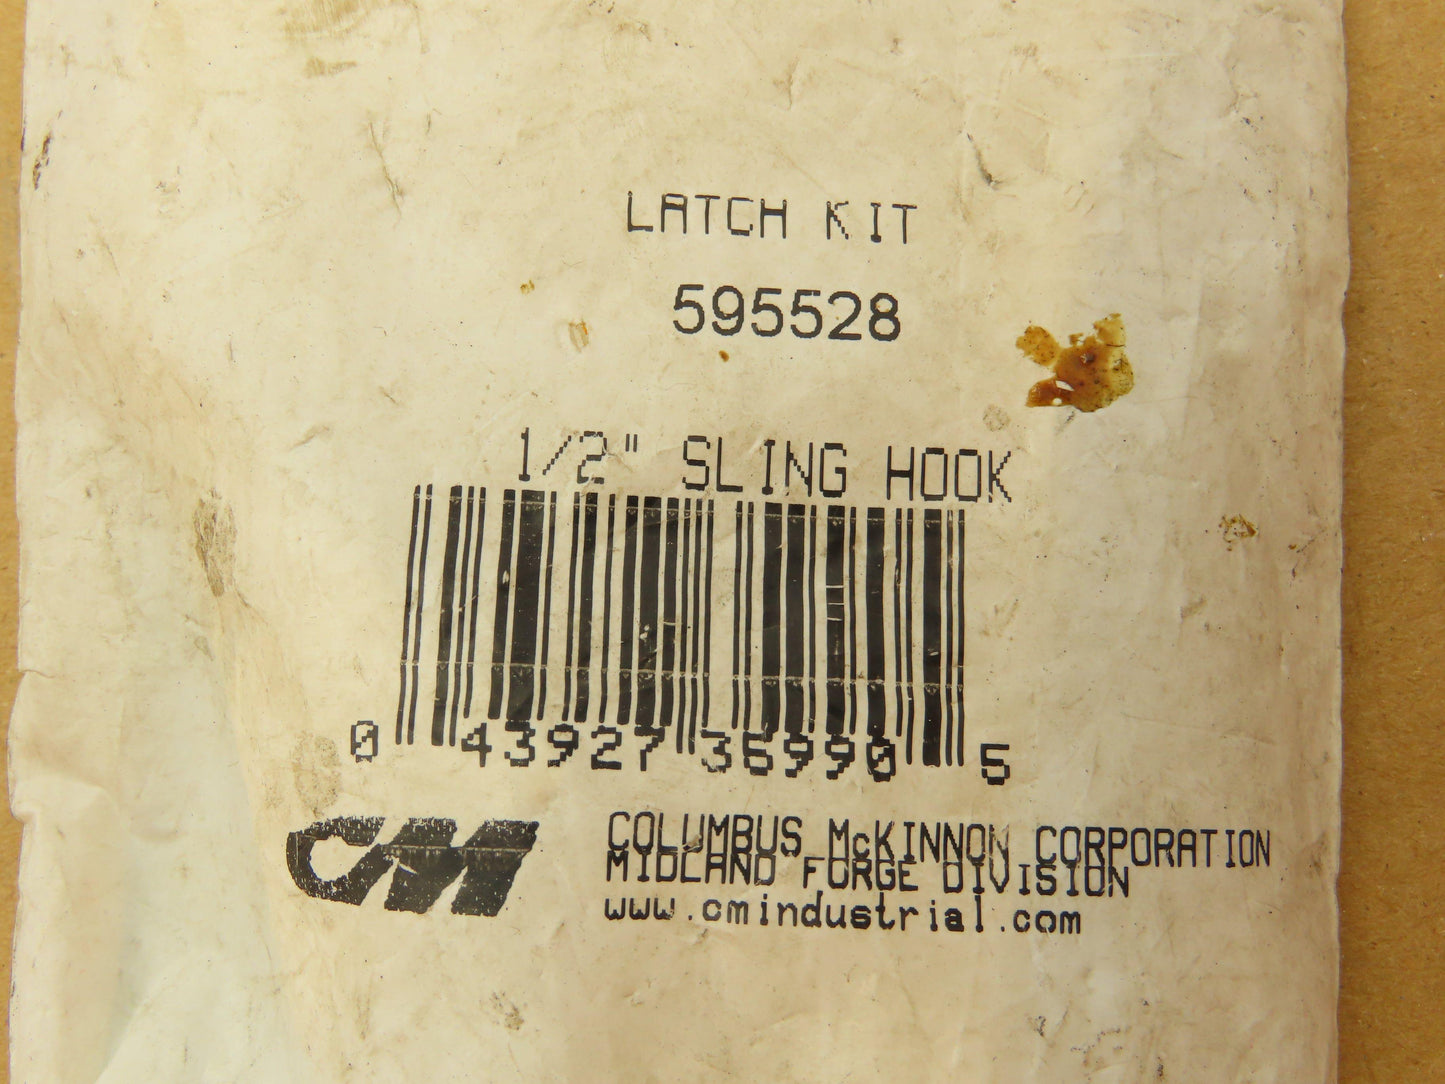 LATCH KIT
595528
1/2" SLING HOOK
0 43927 36990 5
CM
COLUMBUS McKINNON CORPORATION
MIDLAND FORGE DIVISION
www.cmindustrial.com